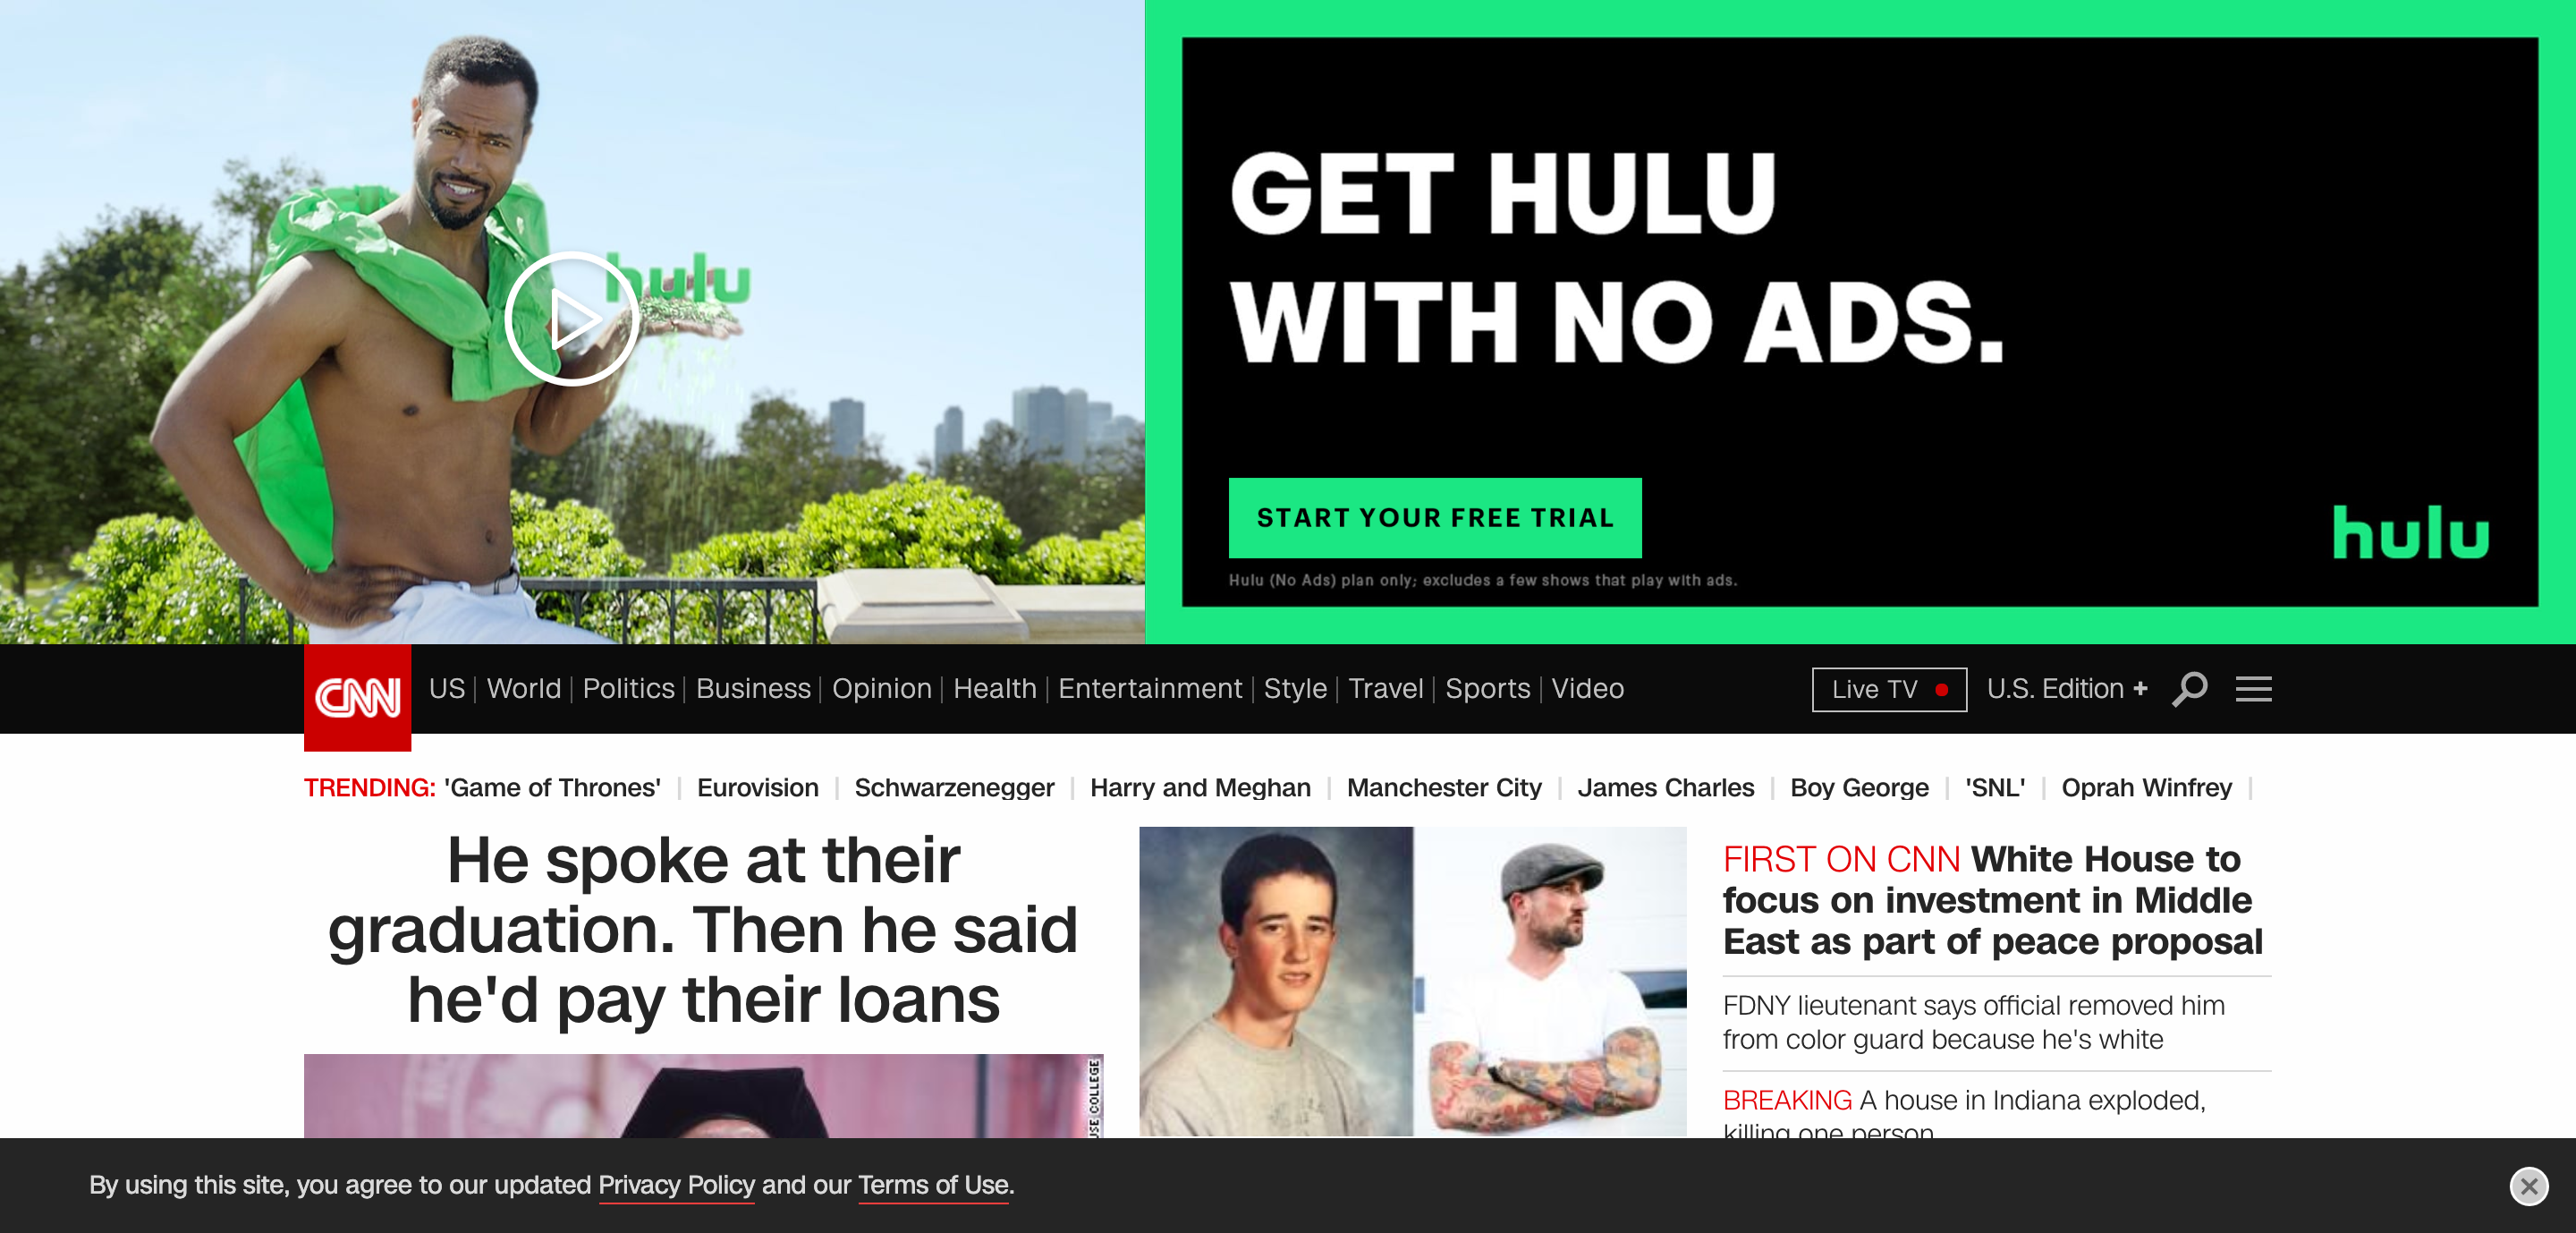 hulu
GET HULU
WITH NO ADS.
START YOUR FREE TRIAL
hulu
Hulu (No Ads) plan only; excludes a few shows that play with ads.
CNN US World Politics Business Opinion Health Entertainment Style Travel Sports Video Live TV U.S. Edition +
TRENDING: 'Game of Thrones' Eurovision Schwarzenegger Harry and Meghan Manchester City James Charles Boy George 'SNL' Oprah Winfrey
He spoke at their
graduation. Then he said
he'd pay their loans
USE COLLEGE
FIRST ON CNN White House to
focus on investment in Middle
East as part of peace proposal
FDNY lieutenant says official removed him
from color guard because he's white
BREAKING A house in Indiana exploded,
killing one person
By using this site, you agree to our updated Privacy Policy and our Terms of Use.